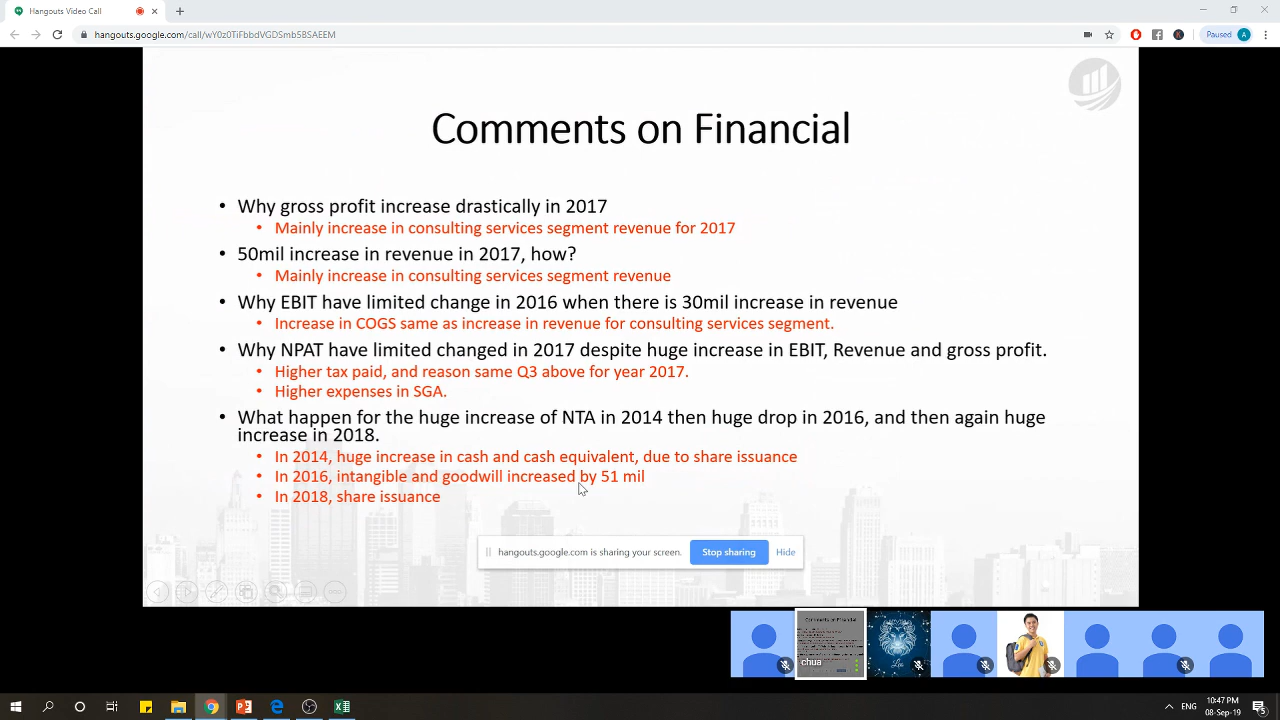 Hangouts Video Call
hangouts.google.com/call/wY0z0TiFbbdVGDSmb5BSAEEM
Paused
A
Comments on Financial
• Why gross profit increase drastically in 2017
• Mainly increase in consulting services segment revenue for 2017
• 50mil increase in revenue in 2017, how?
• Mainly increase in consulting services segment revenue
• Why EBIT have limited change in 2016 when there is 30mil increase in revenue
• Increase in COGS same as increase in revenue for consulting services segment.
• Why NPAT have limited changed in 2017 despite huge increase in EBIT, Revenue and gross profit.
• Higher tax paid, and reason same Q3 above for year 2017.
• Higher expenses in SGA.
• What happen for the huge increase of NTA in 2014 then huge drop in 2016, and then again huge
increase in 2018.
• In 2014, huge increase in cash and cash equivalent, due to share issuance
• In 2016, intangible and goodwill increased by 51 mil
• In 2018, share issuance
hangouts.google.com is sharing your screen.
Stop sharing
Hide
Comments on Financial
chua
Leo
ENG
10:47 PM
08-Sep-19